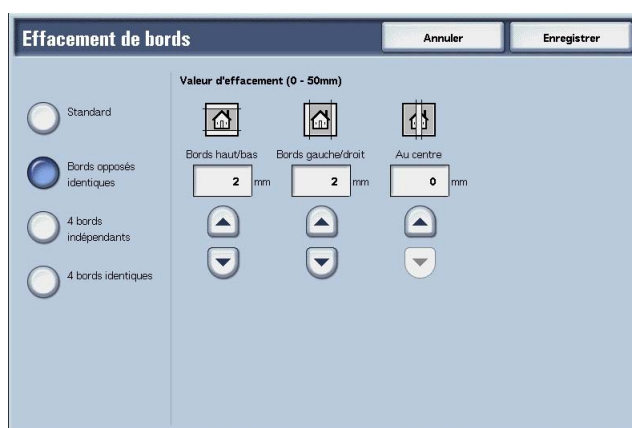 Effacement de bords
Annuler
Enregistrer
Valeur d'effacement (0 - 50mm)
Standard
Bords opposés
identiques
4 bords
indépendants
4 bords identiques
Bords haut/bas
Bords gauche/droit
Au centre
2 mm
2 mm
0 mm